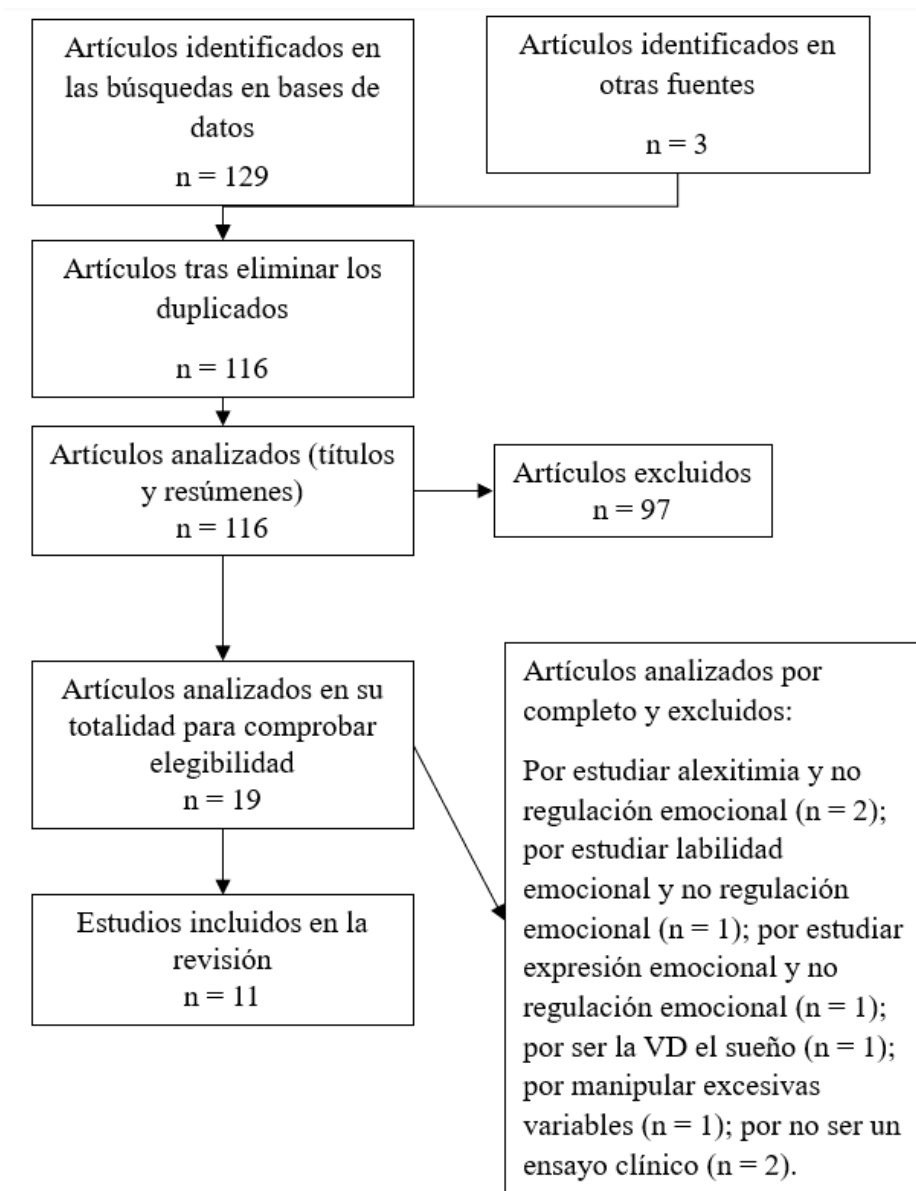 Artículos identificados en
las búsquedas en bases de
datos
n = 129
Artículos identificados en
otras fuentes
n = 3
Artículos tras eliminar los
duplicados
n = 116
Artículos analizados (títulos
y resúmenes)
n = 116
Artículos excluidos
n = 97
Artículos analizados en su
totalidad para comprobar
elegibilidad
n = 19
Artículos analizados por
completo y excluidos:
Por estudiar alexitimia y no
regulación emocional (n = 2);
por estudiar labilidad
emocional y no regulación
emocional (n = 1); por estudiar
expresión emocional y no
regulación emocional (n = 1);
por ser la VD el sueño (n = 1);
por manipular excesivas
variables (n = 1); por no ser un
ensayo clínico (n = 2).
Estudios incluidos en la
revisión
n = 11